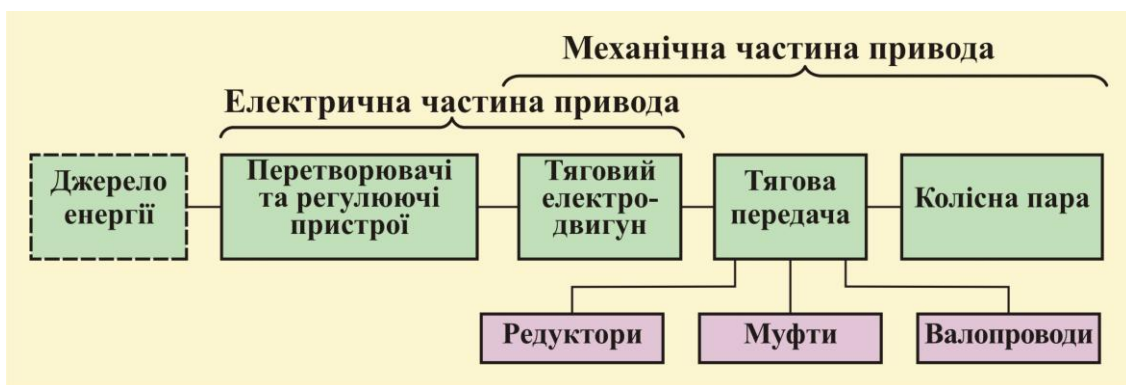 Механічна частина привода
Електрична частина привода
Джерело
енергії
Перетворювачі
та регулюючі
пристрої
Тяговий
електро-
двигун
Тягова
передача
Колісна пара
Редуктори
Муфти
Валопроводи